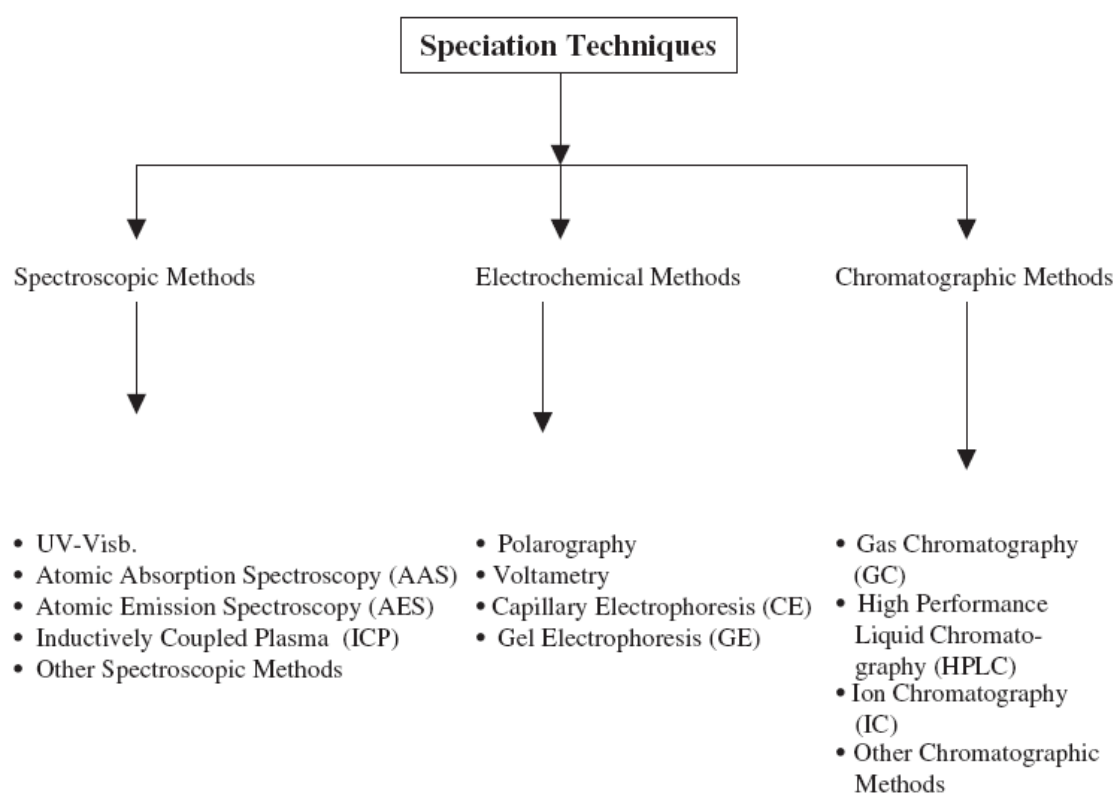 Speciation Techniques
Spectroscopic Methods
Electrochemical Methods
Chromatographic Methods
• UV-Visb.
• Atomic Absorption Spectroscopy (AAS)
• Atomic Emission Spectroscopy (AES)
• Inductively Coupled Plasma (ICP)
• Other Spectroscopic Methods
• Polarography
• Voltametry
• Capillary Electrophoresis (CE)
• Gel Electrophoresis (GE)
• Gas Chromatography
(GC)
• High Performance
Liquid Chromato-
graphy (HPLC)
• Ion Chromatography
(IC)
• Other Chromatographic
Methods